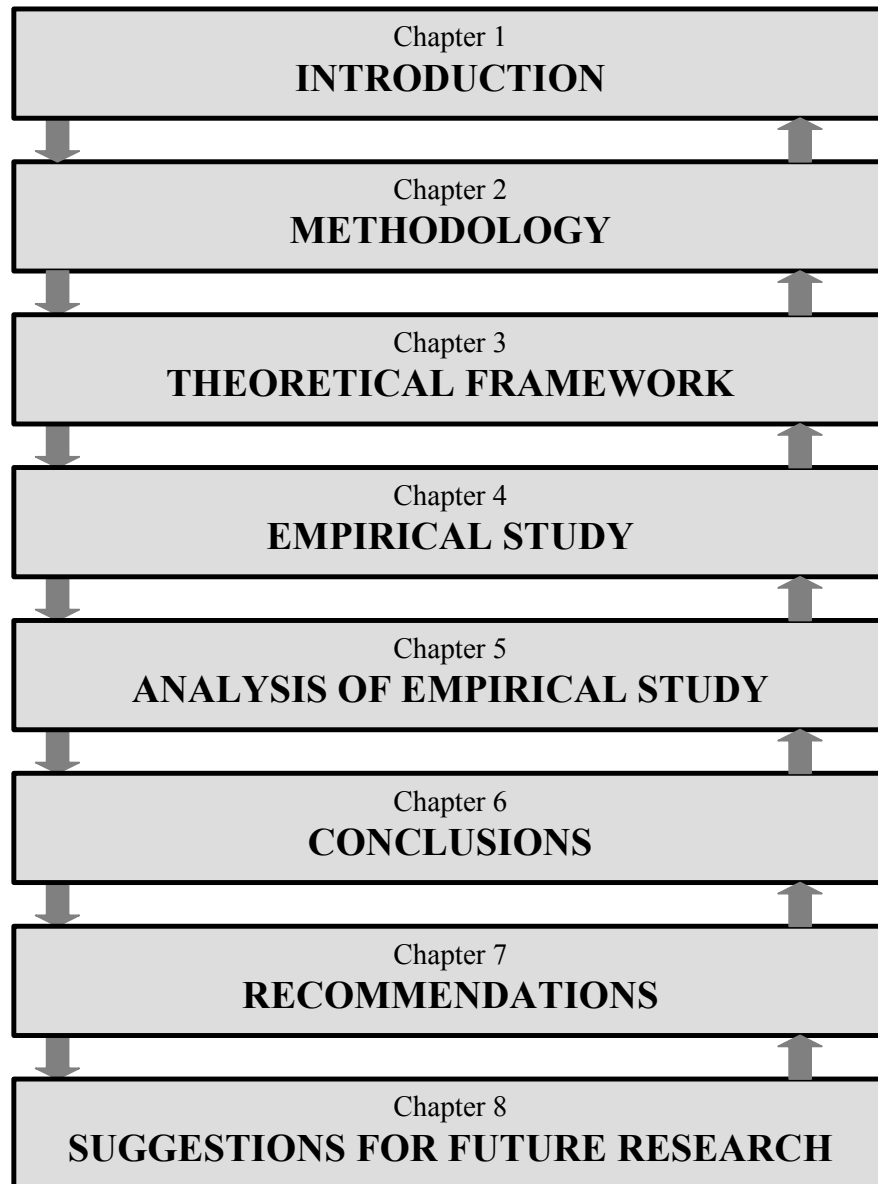 Chapter 1
INTRODUCTION
Chapter 2
METHODOLOGY
Chapter 3
THEORETICAL FRAMEWORK
Chapter 4
EMPIRICAL STUDY
Chapter 5
ANALYSIS OF EMPIRICAL STUDY
Chapter 6
CONCLUSIONS
Chapter 7
RECOMMENDATIONS
Chapter 8
SUGGESTIONS FOR FUTURE RESEARCH